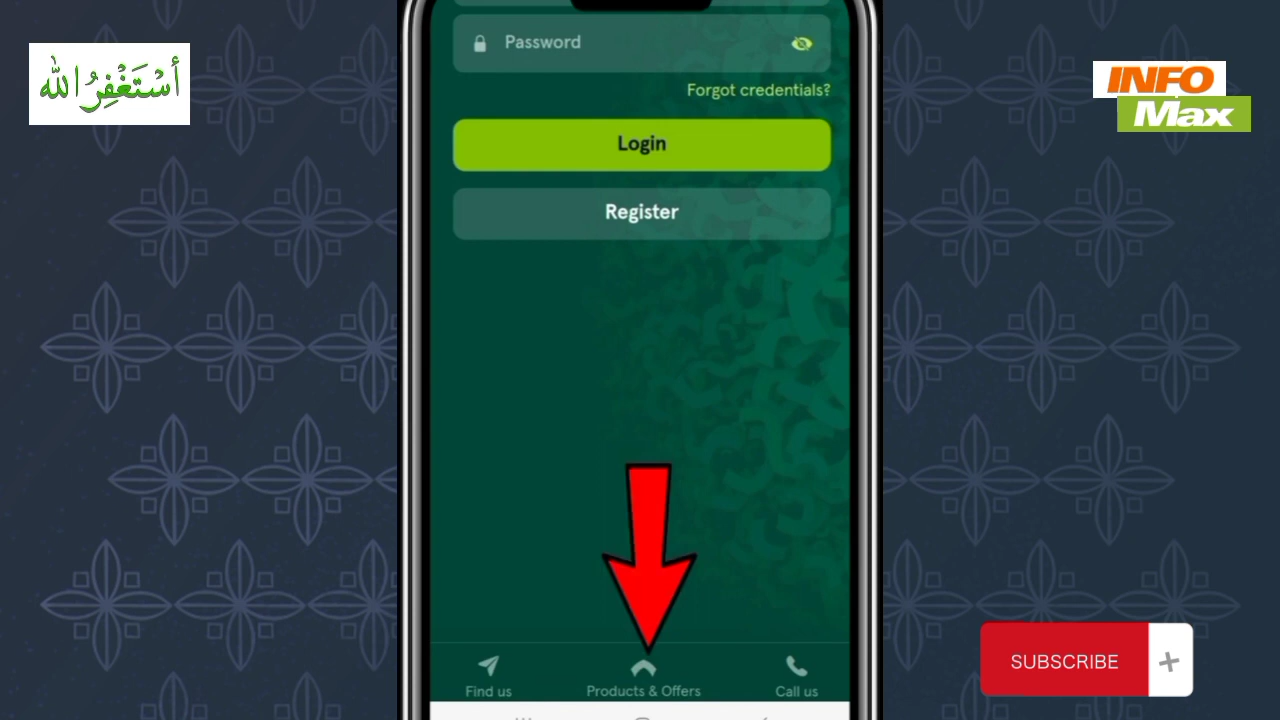 أَسْتَغْفِرُ الله
INFO
Max
Password
Forgot credentials?
Login
Register
Find us
Products & Offers
Call us
SUBSCRIBE